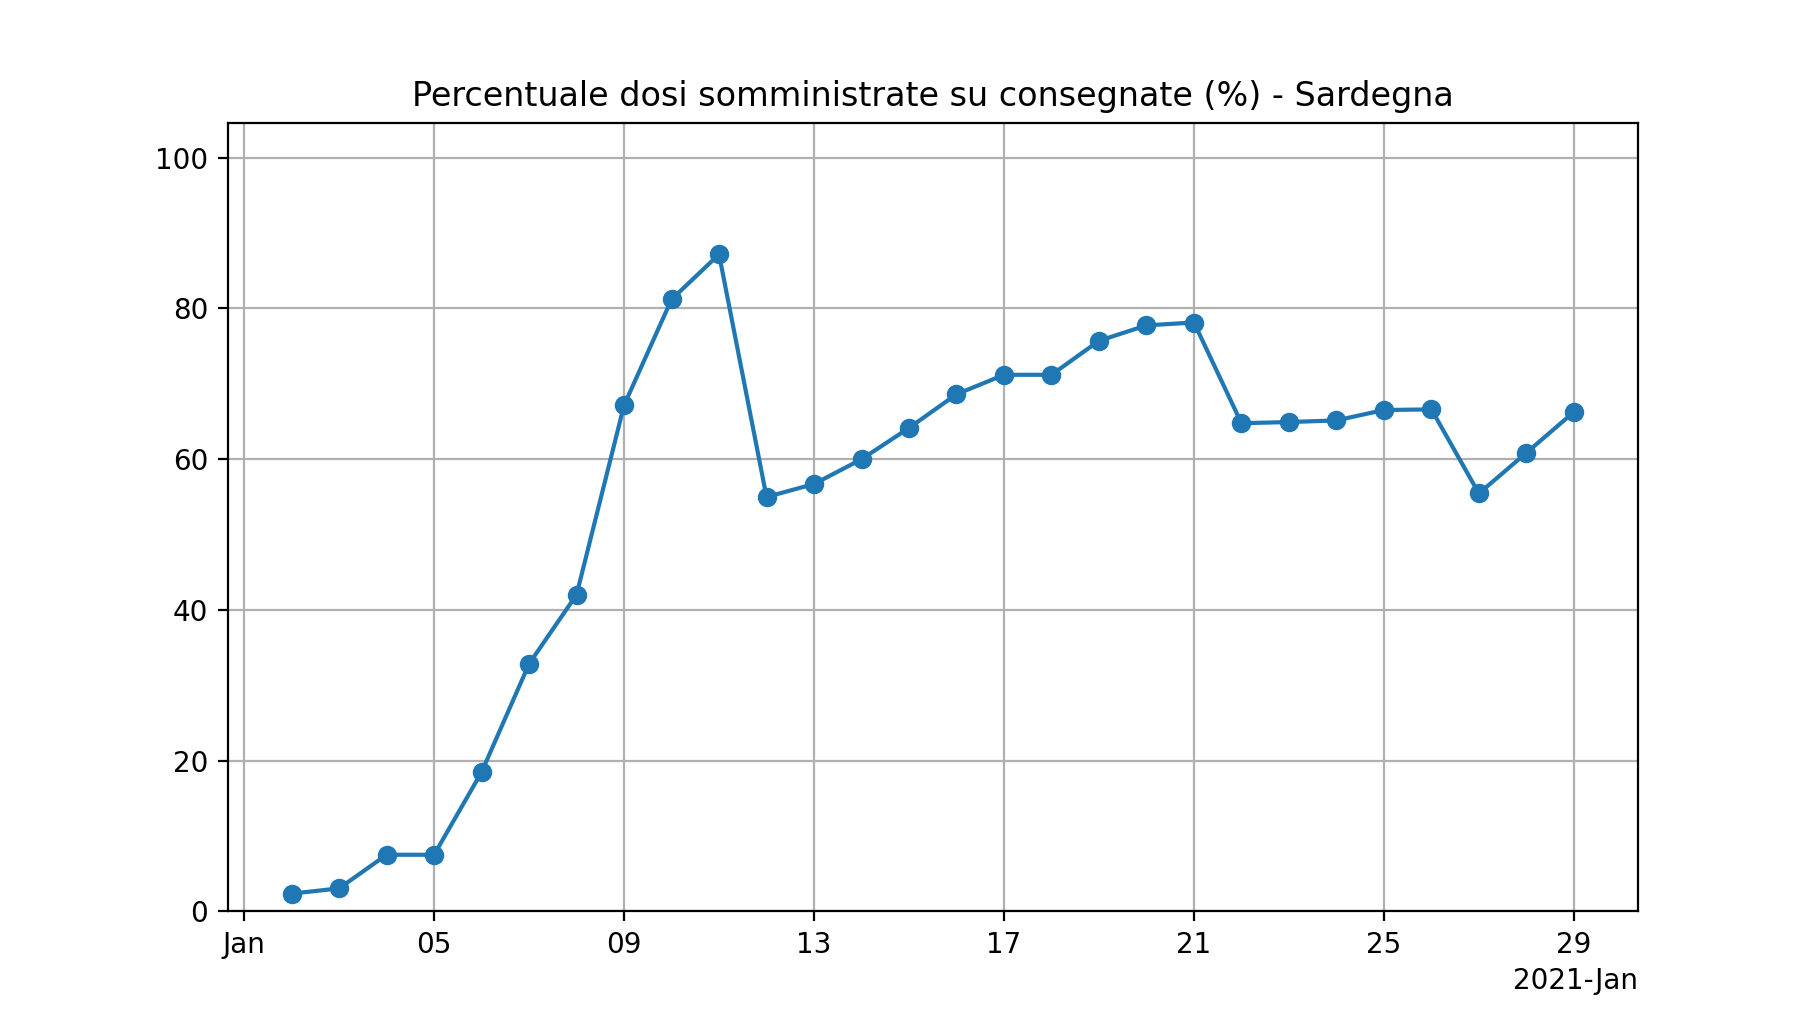 Percentuale dosi somministrate su consegnate (%) - Sardegna
100
80
60
40
20
0
Jan 05 09 13 17 21 25 29
2021-Jan